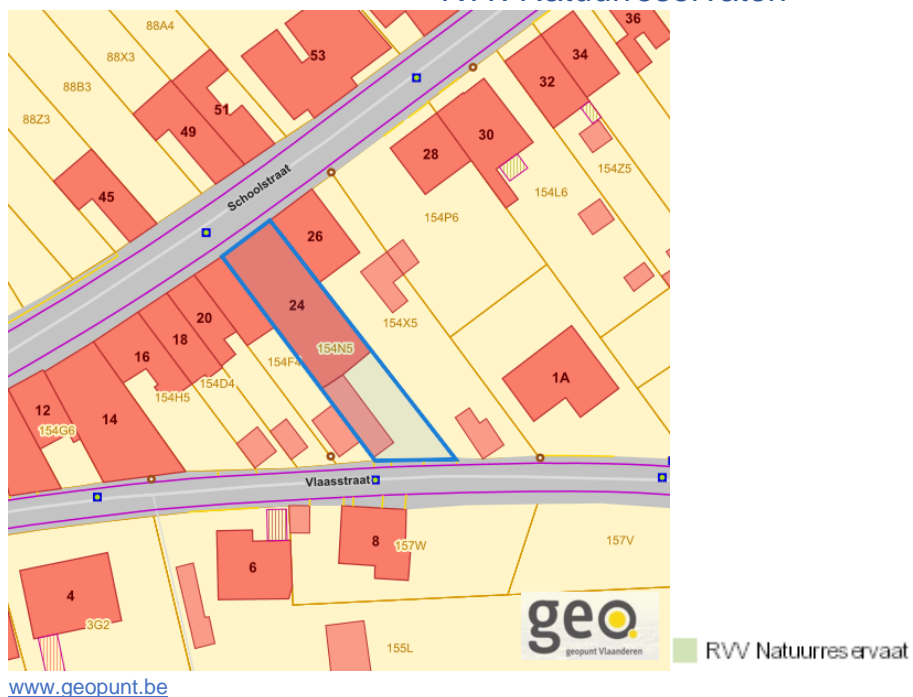 88A4
53
36
88X3
34
88B3
32
51
88Z3
49
30
28
154Z5
45
Schoolstraat
154L6
154P6
26
24
20
154X5
18
154N5
16
154F4
1A
154D4
154H5
12
14
154G6
Vlaasstraat
8
157W
157V
6
4
3G2
geo
geopunt Vlaanderen
155L
RVV Natuurreservaat
www.geopunt.be